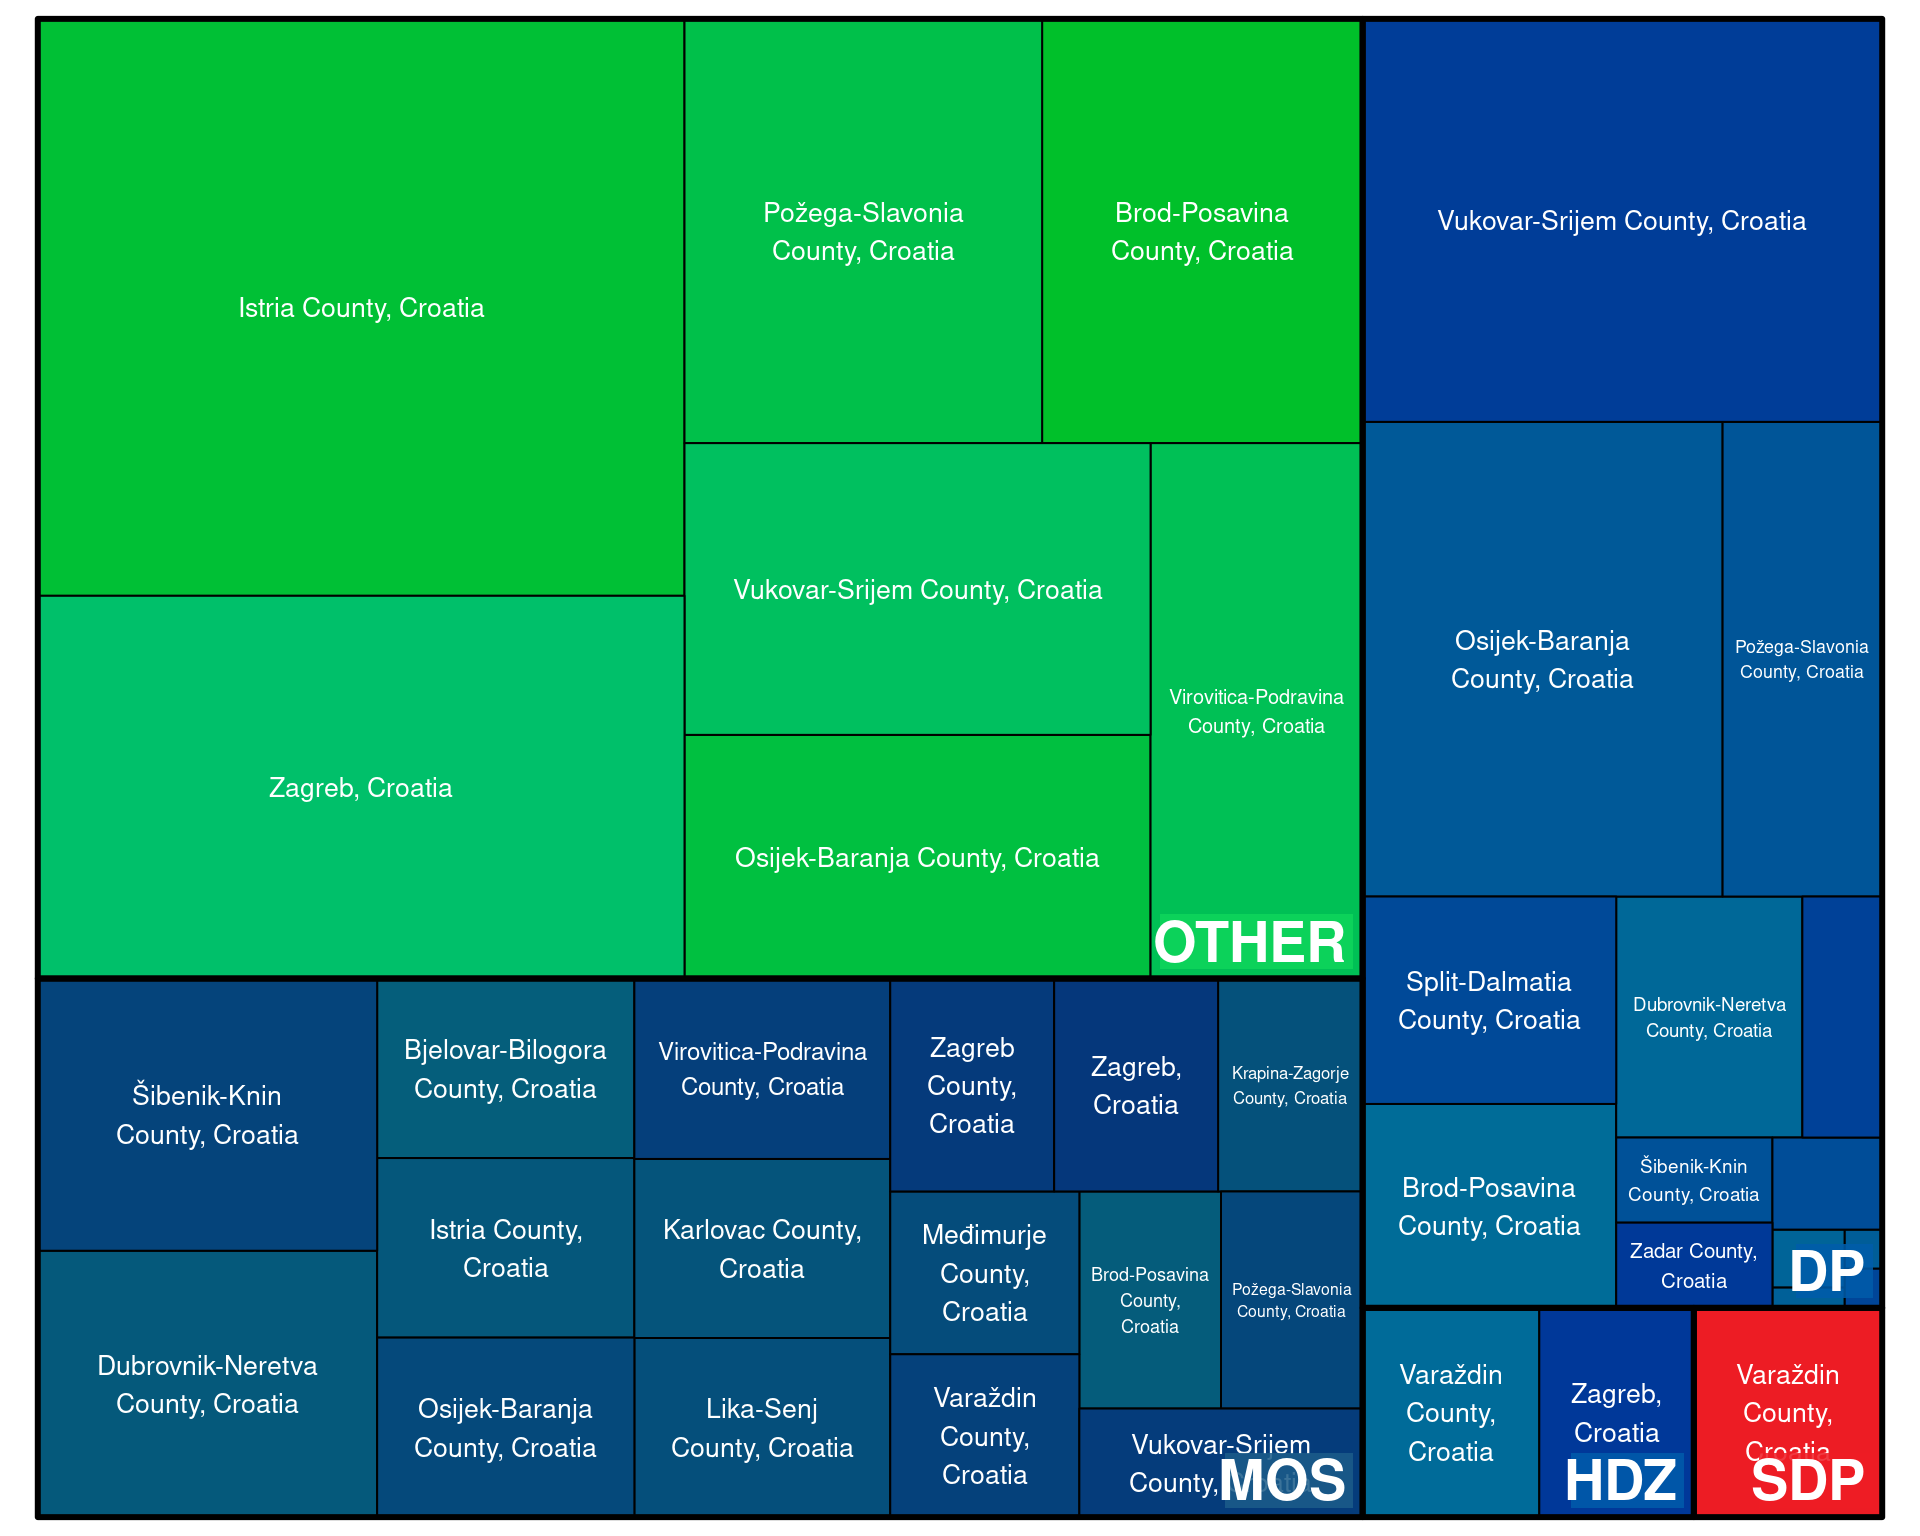 Istria County, Croatia
Požega-Slavonia
County, Croatia
Brod-Posavina
County, Croatia
Zagreb, Croatia
Vukovar-Srijem County, Croatia
Virovitica-Podravina
County, Croatia
Osijek-Baranja County, Croatia
OTHER
Vukovar-Srijem County, Croatia
Osijek-Baranja
County, Croatia
Požega-Slavonia
County, Croatia
Split-Dalmatia
County, Croatia
Dubrovnik-Neretva
County, Croatia
Brod-Posavina
County, Croatia
Šibenik-Knin
County, Croatia
Zadar County,
Croatia
DP
Šibenik-Knin
County, Croatia
Dubrovnik-Neretva
County, Croatia
Bjelovar-Bilogora
County, Croatia
Istria County,
Croatia
Osijek-Baranja
County, Croatia
Virovitica-Podravina
County, Croatia
Karlovac County,
Croatia
Lika-Senj
County, Croatia
Zagreb
County,
Croatia
Zagreb,
Croatia
Krapina-Zagorje
County, Croatia
Međimurje
County,
Croatia
Varaždin
County,
Croatia
Brod-Posavina
County,
Croatia
Požega-Slavonia
County, Croatia
Vukovar-Srijem
County, Croatia
MOS
Varaždin
County,
Croatia
Zagreb,
Croatia
HDZ
Varaždin
County,
Croatia
SDP